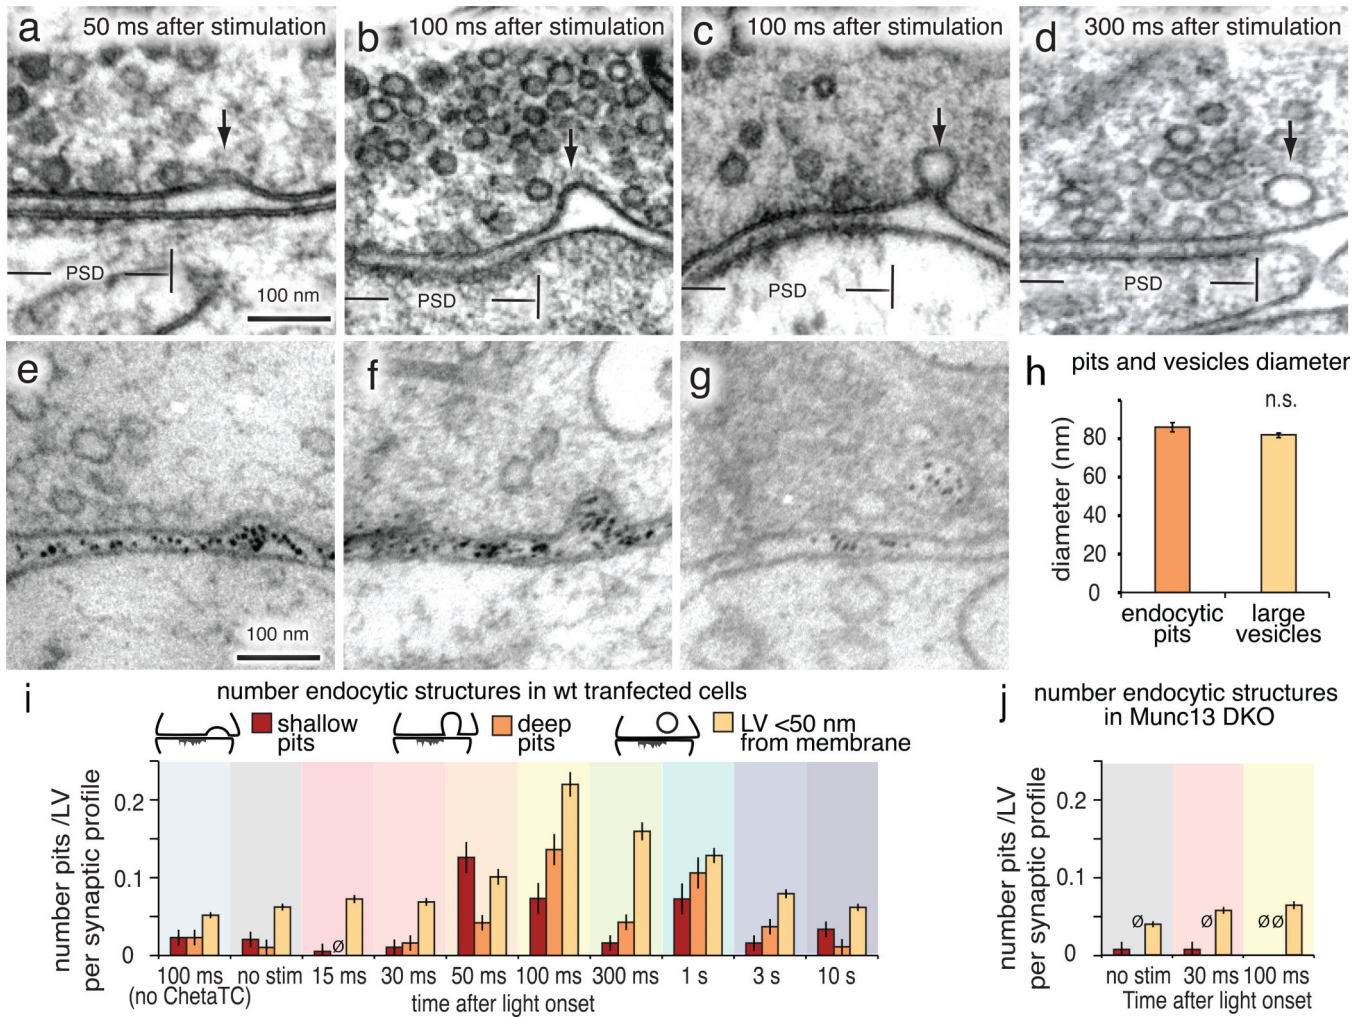 a 50 ms after stimulation
b 100 ms after stimulation
c 100 ms after stimulation
d 300 ms after stimulation
PSD
100 nm
PSD
PSD
PSD
e
100 nm
f
g
h pits and vesicles diameter
n.s.
diameter (nm)
80
60
40
20
0
endocytic
pits
large
vesicles
i
number endocytic structures in wt tranfected cells
shallow
pits
deep
pits
LV <50 nm
from membrane
number pits /LV
per synaptic profile
0.2
0.1
0
Ø
100 ms
(no ChetaTC)
no stim
15 ms
30 ms
50 ms
100 ms
300 ms
1 s
3 s
10 s
time after light onset
j
number endocytic structures
in Munc13 DKO
number pits /LV
per synaptic profile
0.2
0.1
0
Ø
Ø
ØØ
no stim
30 ms
100 ms
Time after light onset